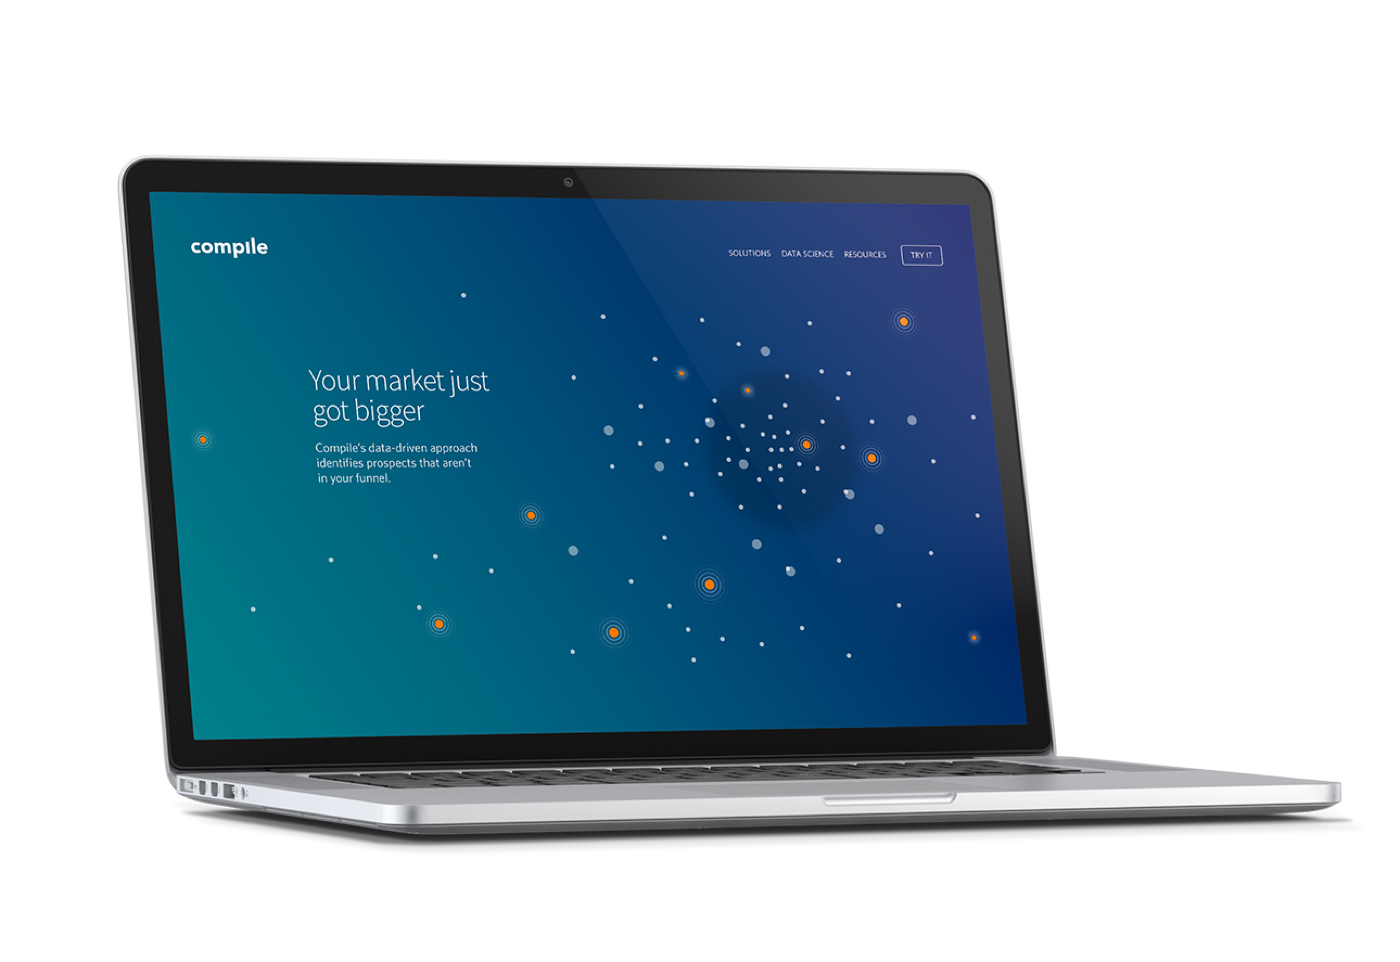 compile
SOLUTIONS DATA SCIENCE RESOURCES TRY IT
Your market just
got bigger
Compile's data-driven approach
identifies prospects that aren't
in your funnel.